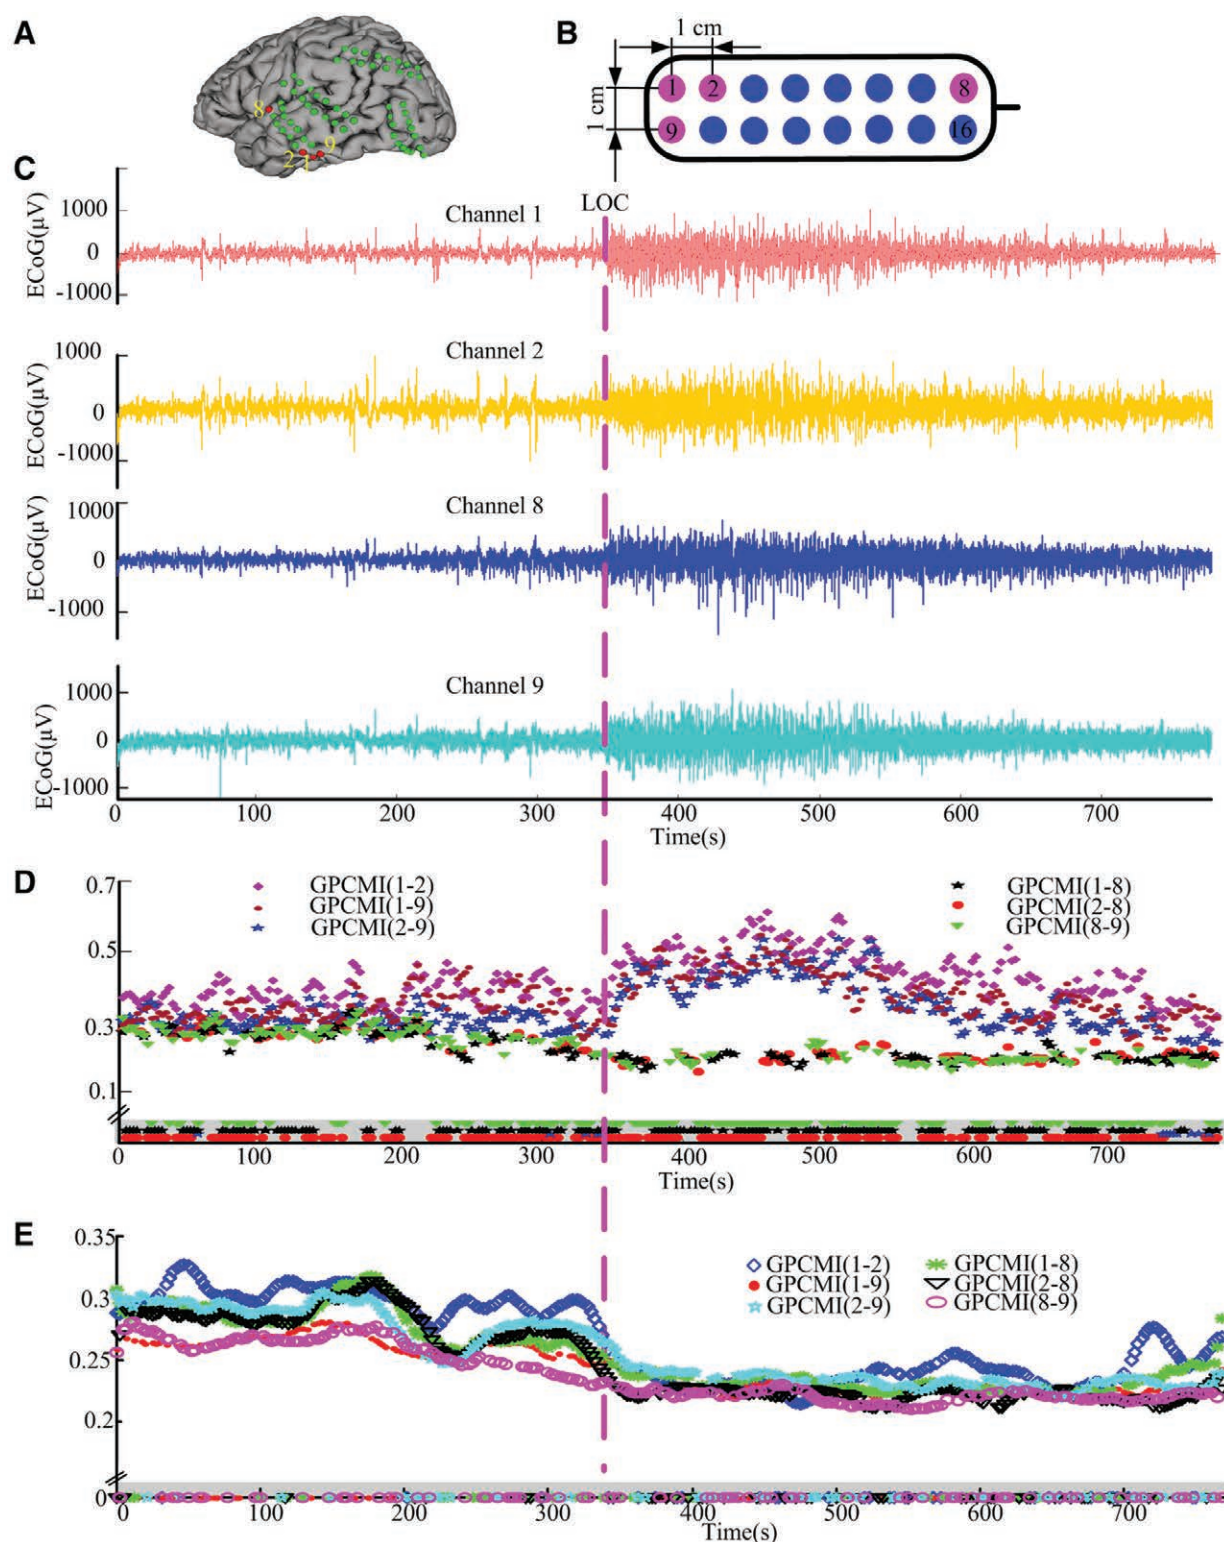 A
8
2
1
9
B
1 cm
1 cm
1 2 8
9 16
C
LOC
ECoG(μV)
1000
0
-1000
Channel 1
ECoG(μV)
1000
0
-1000
Channel 2
ECoG(μV)
1000
0
-1000
Channel 8
ECoG(μV)
1000
0
-1000
Channel 9
0 100 200 300 400 500 600 700
Time(s)
D
0.7
0.5
0.3
0.1
GPCMI(1-2)
GPCMI(1-9)
GPCMI(2-9)
GPCMI(1-8)
GPCMI(2-8)
GPCMI(8-9)
0 100 200 300 400 500 600 700
Time(s)
E
0.35
0.3
0.25
0.2
0
GPCMI(1-2)
GPCMI(1-9)
GPCMI(2-9)
GPCMI(1-8)
GPCMI(2-8)
GPCMI(8-9)
100 200 300 400 500 600 700
Time(s)